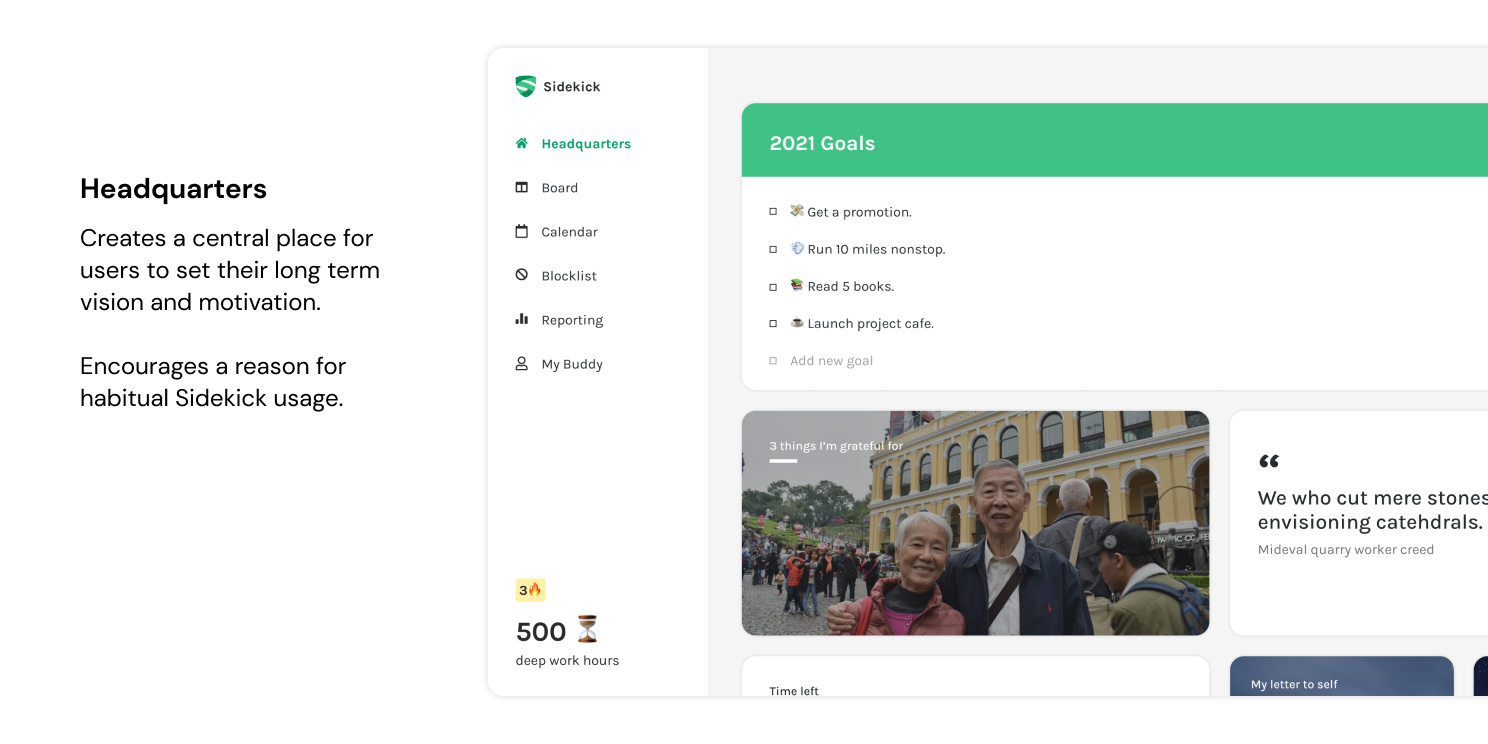 Headquarters
Creates a central place for
users to set their long term
vision and motivation.
Encourages a reason for
habitual Sidekick usage.
Sidekick
Headquarters
Board
Calendar
Blocklist
Reporting
My Buddy
3🔥
500 ⏳
deep work hours
2021 Goals
💸 Get a promotion.
💨 Run 10 miles nonstop.
📚 Read 5 books.
☕ Launch project cafe.
Add new goal
3 things I'm grateful for
“
We who cut mere stones
envisioning catehdrals.
Mideval quarry worker creed
Time left
My letter to self